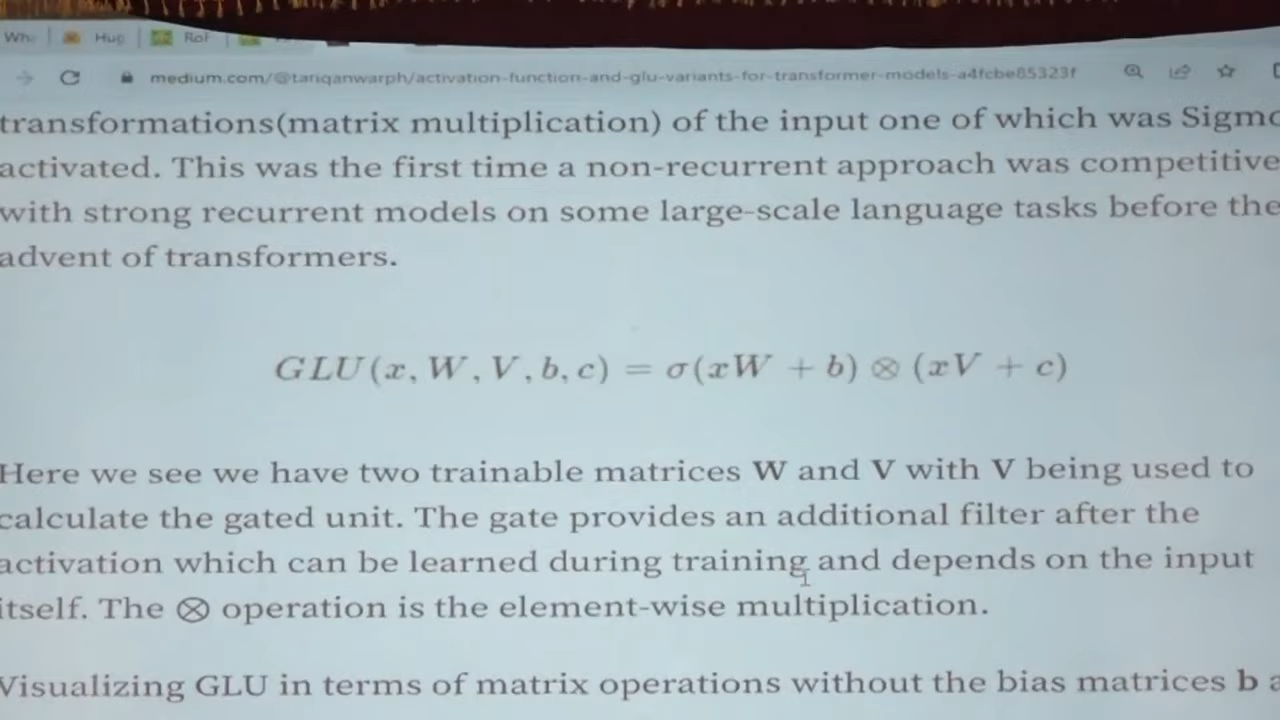 Hug
medium.com/@tariqanwarph/activation-function-and-glu-variants-for-transformer-models-a4fcbe85323f
transformations(matrix multiplication) of the input one of which was Sigmo
activated. This was the first time a non-recurrent approach was competitive
with strong recurrent models on some large-scale language tasks before the
advent of transformers.
GLU(x, W, V, b, c) = σ(xW + b) ⊗ (xV + c)
Here we see we have two trainable matrices W and V with V being used to
calculate the gated unit. The gate provides an additional filter after the
activation which can be learned during training and depends on the input
itself. The ⊗ operation is the element-wise multiplication.
Visualizing GLU in terms of matrix operations without the bias matrices b a